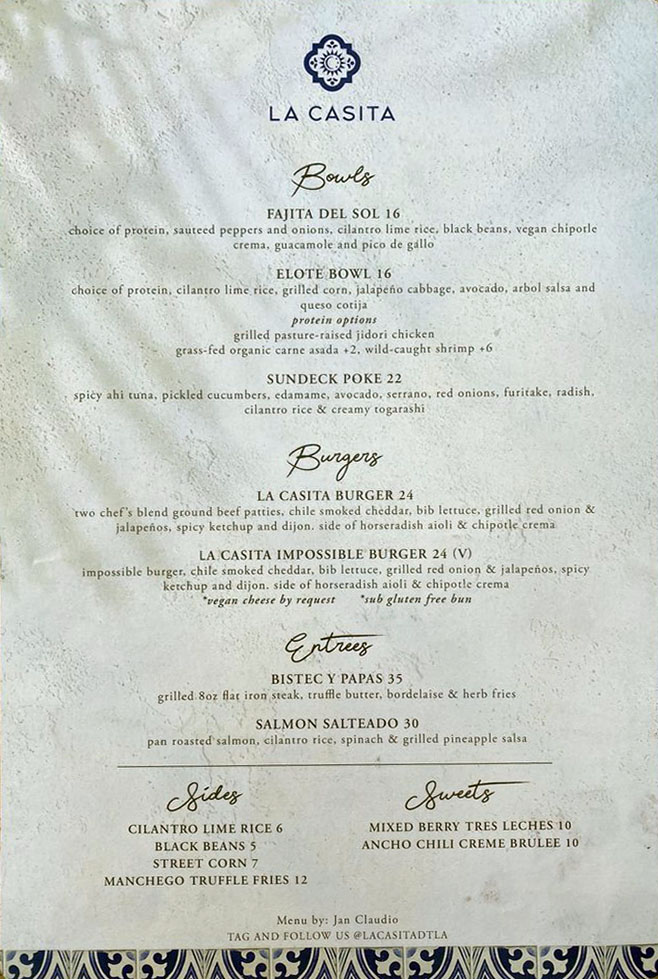 LA CASITA
Bowls
FAJITA DEL SOL 16
choice of protein, sauteed peppers and onions, cilantro lime rice, black beans, vegan chipotle
crema, guacamole and pico de gallo
ELOTE BOWL 16
choice of protein, cilantro lime rice, grilled corn, jalapeño cabbage, avocado, arbol salsa and
queso cotija
protein options
grilled pasture-raised jidori chicken
grass-fed organic carne asada +2, wild-caught shrimp +6
SUNDECK POKE 22
spicy ahi tuna, pickled cucumbers, edamame, avocado, serrano, red onions, furitake, radish,
cilantro rice & creamy togarashi
Burgers
LA CASITA BURGER 24
two chef's blend ground beef patties, chile smoked cheddar, bib lettuce, grilled red onion &
jalapeños, spicy ketchup and dijon. side of horseradish aioli & chipotle crema
LA CASITA IMPOSSIBLE BURGER 24 (V)
impossible burger, chile smoked cheddar, bib lettuce, grilled red onion & jalapeños, spicy
ketchup and dijon. side of horseradish aioli & chipotle crema
*vegan cheese by request *sub gluten free bun
Entrees
BISTEC Y PAPAS 35
grilled 8oz flat iron steak, truffle butter, bordelaise & herb fries
SALMON SALTEADO 30
pan roasted salmon, cilantro rice, spinach & grilled pineapple salsa
Sides
CILANTRO LIME RICE 6
BLACK BEANS 5
STREET CORN 7
MANCHEGO TRUFFLE FRIES 12
Sweets
MIXED BERRY TRES LECHES 10
ANCHO CHILI CREME BRULEE 10
Menu by: Jan Claudio
TAG AND FOLLOW US @LACASITADTLA